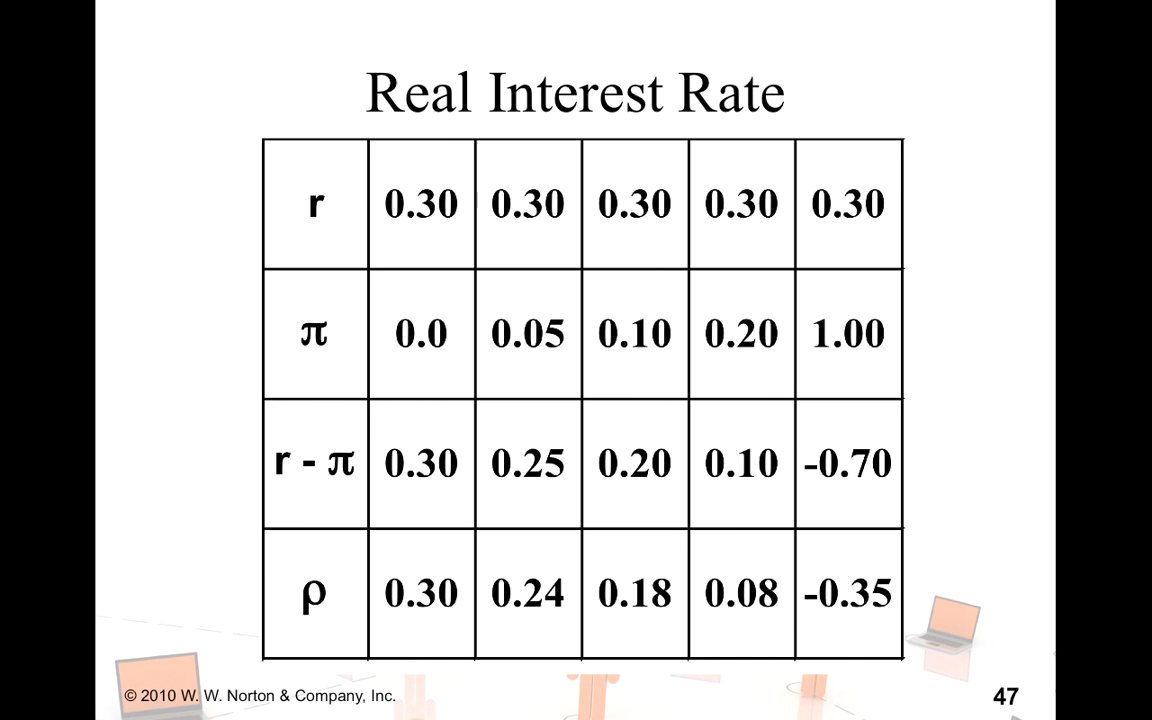 Real Interest Rate
r 0.30 0.30 0.30 0.30 0.30
π 0.0 0.05 0.10 0.20 1.00
r - π 0.30 0.25 0.20 0.10 -0.70
ρ 0.30 0.24 0.18 0.08 -0.35
© 2010 W. W. Norton & Company, Inc. 47